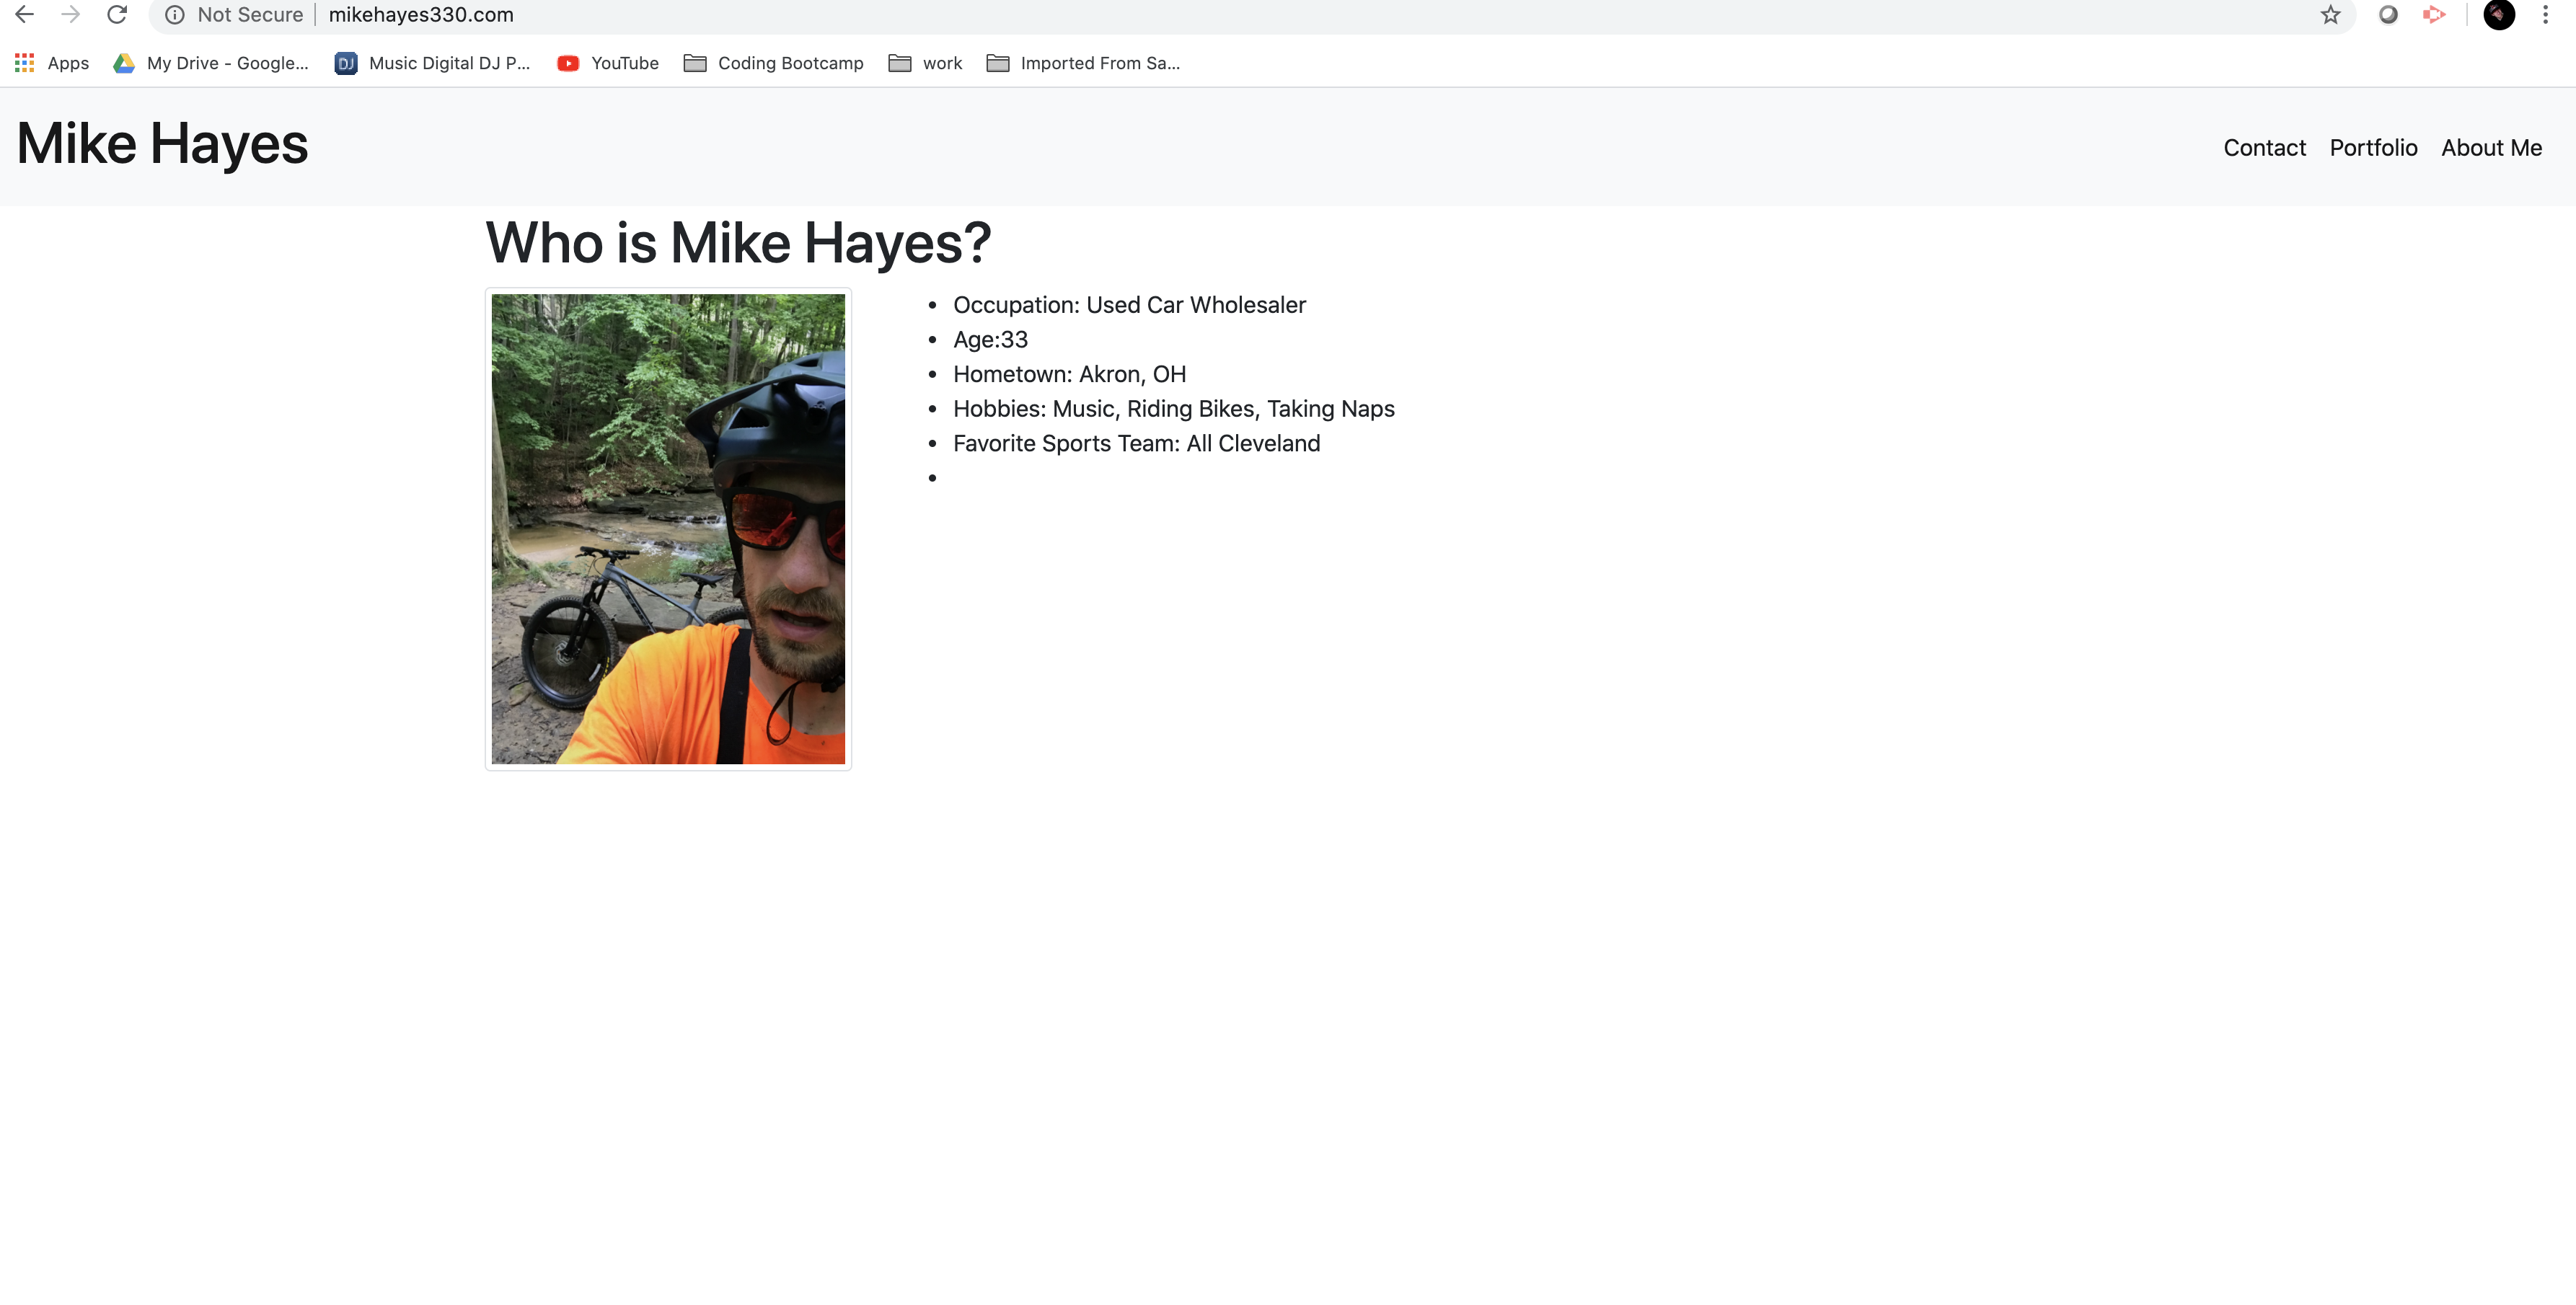 Not Secure | mikehayes330.com
Apps My Drive - Google... DJ Music Digital DJ P... YouTube Coding Bootcamp work Imported From Sa...
Mike Hayes
Contact Portfolio About Me
Who is Mike Hayes?
• Occupation: Used Car Wholesaler
• Age:33
• Hometown: Akron, OH
• Hobbies: Music, Riding Bikes, Taking Naps
• Favorite Sports Team: All Cleveland
•